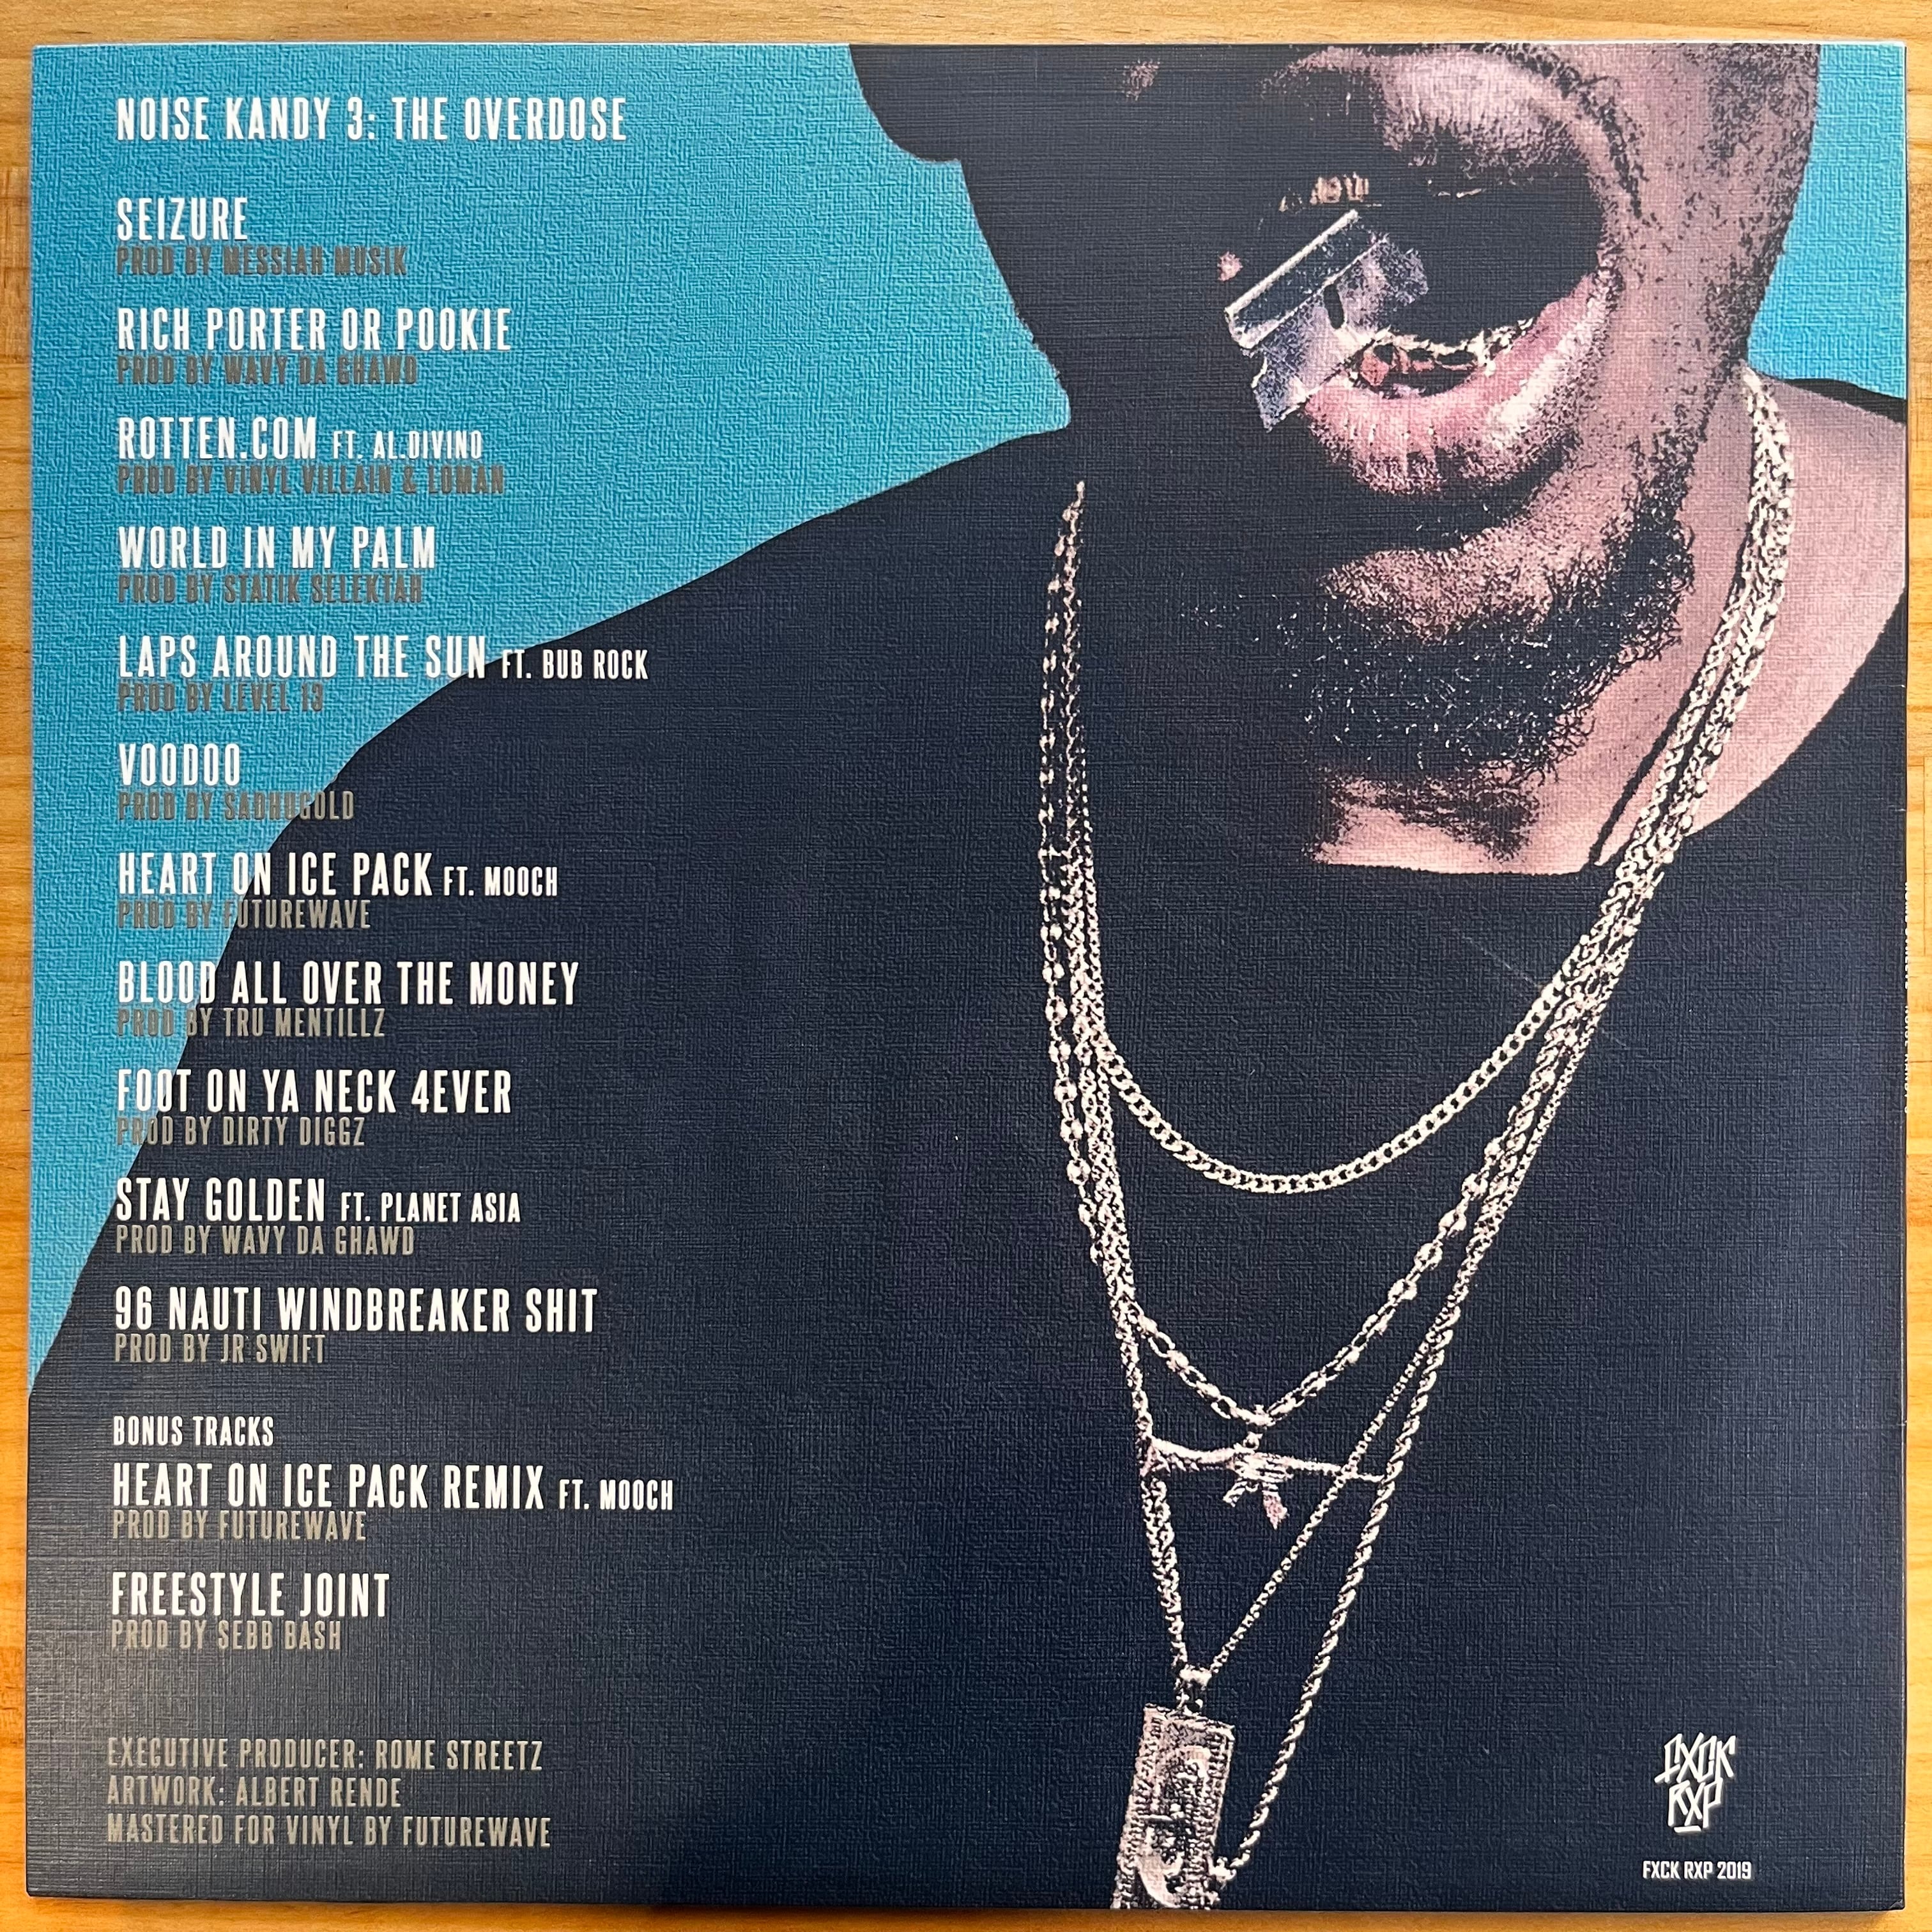 NOISE KANDY 3: THE OVERDOSE
SEIZURE
PROD BY MESSIAH MUSIK
RICH PORTER OR POOKIE
PROD BY WAVY DA GHAWD
ROTTEN.COM FT. AL.DIVINO
PROD BY VINYL VILLAIN & LOMAN
WORLD IN MY PALM
PROD BY STATIK SELEKTAH
LAPS AROUND THE SUN FT. BUB ROCK
PROD BY LEVEL 13
VOODOO
PROD BY SADHUGOLD
HEART ON ICE PACK FT. MOOCH
PROD BY FUTUREWAVE
BLOOD ALL OVER THE MONEY
PROD BY TRU MENTILLZ
FOOT ON YA NECK 4EVER
PROD BY DIRTY DIGGZ
STAY GOLDEN FT. PLANET ASIA
PROD BY WAVY DA GHAWD
96 NAUTI WINDBREAKER SHIT
PROD BY JR SWIFT
BONUS TRACKS
HEART ON ICE PACK REMIX FT. MOOCH
PROD BY FUTUREWAVE
FREESTYLE JOINT
PROD BY SEBB BASH
EXECUTIVE PRODUCER: ROME STREETZ
ARTWORK: ALBERT RENDE
MASTERED FOR VINYL BY FUTUREWAVE
FXCK
RXP
FXCK RXP 2019